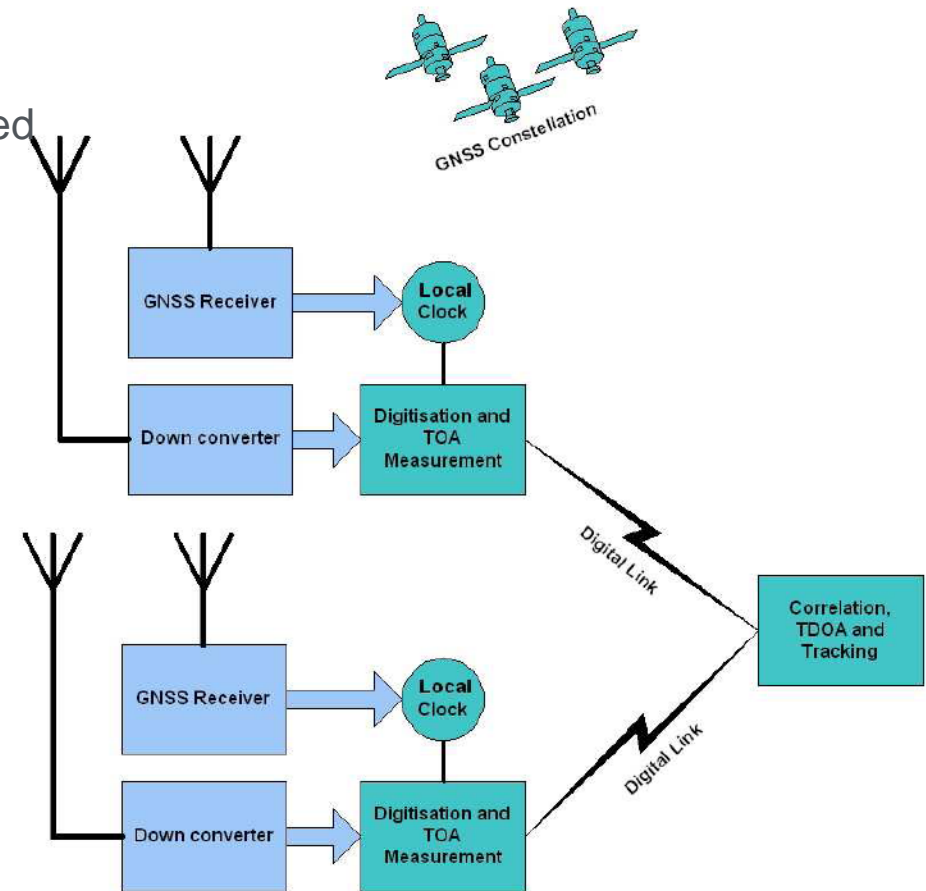 ed
GNSS Constellation
GNSS Receiver
Local
Clock
Down converter
Digitisation and
TOA
Measurement
Digital Link
GNSS Receiver
Local
Clock
Down converter
Digitisation and
TOA
Measurement
Digital Link
Correlation,
TDOA and
Tracking